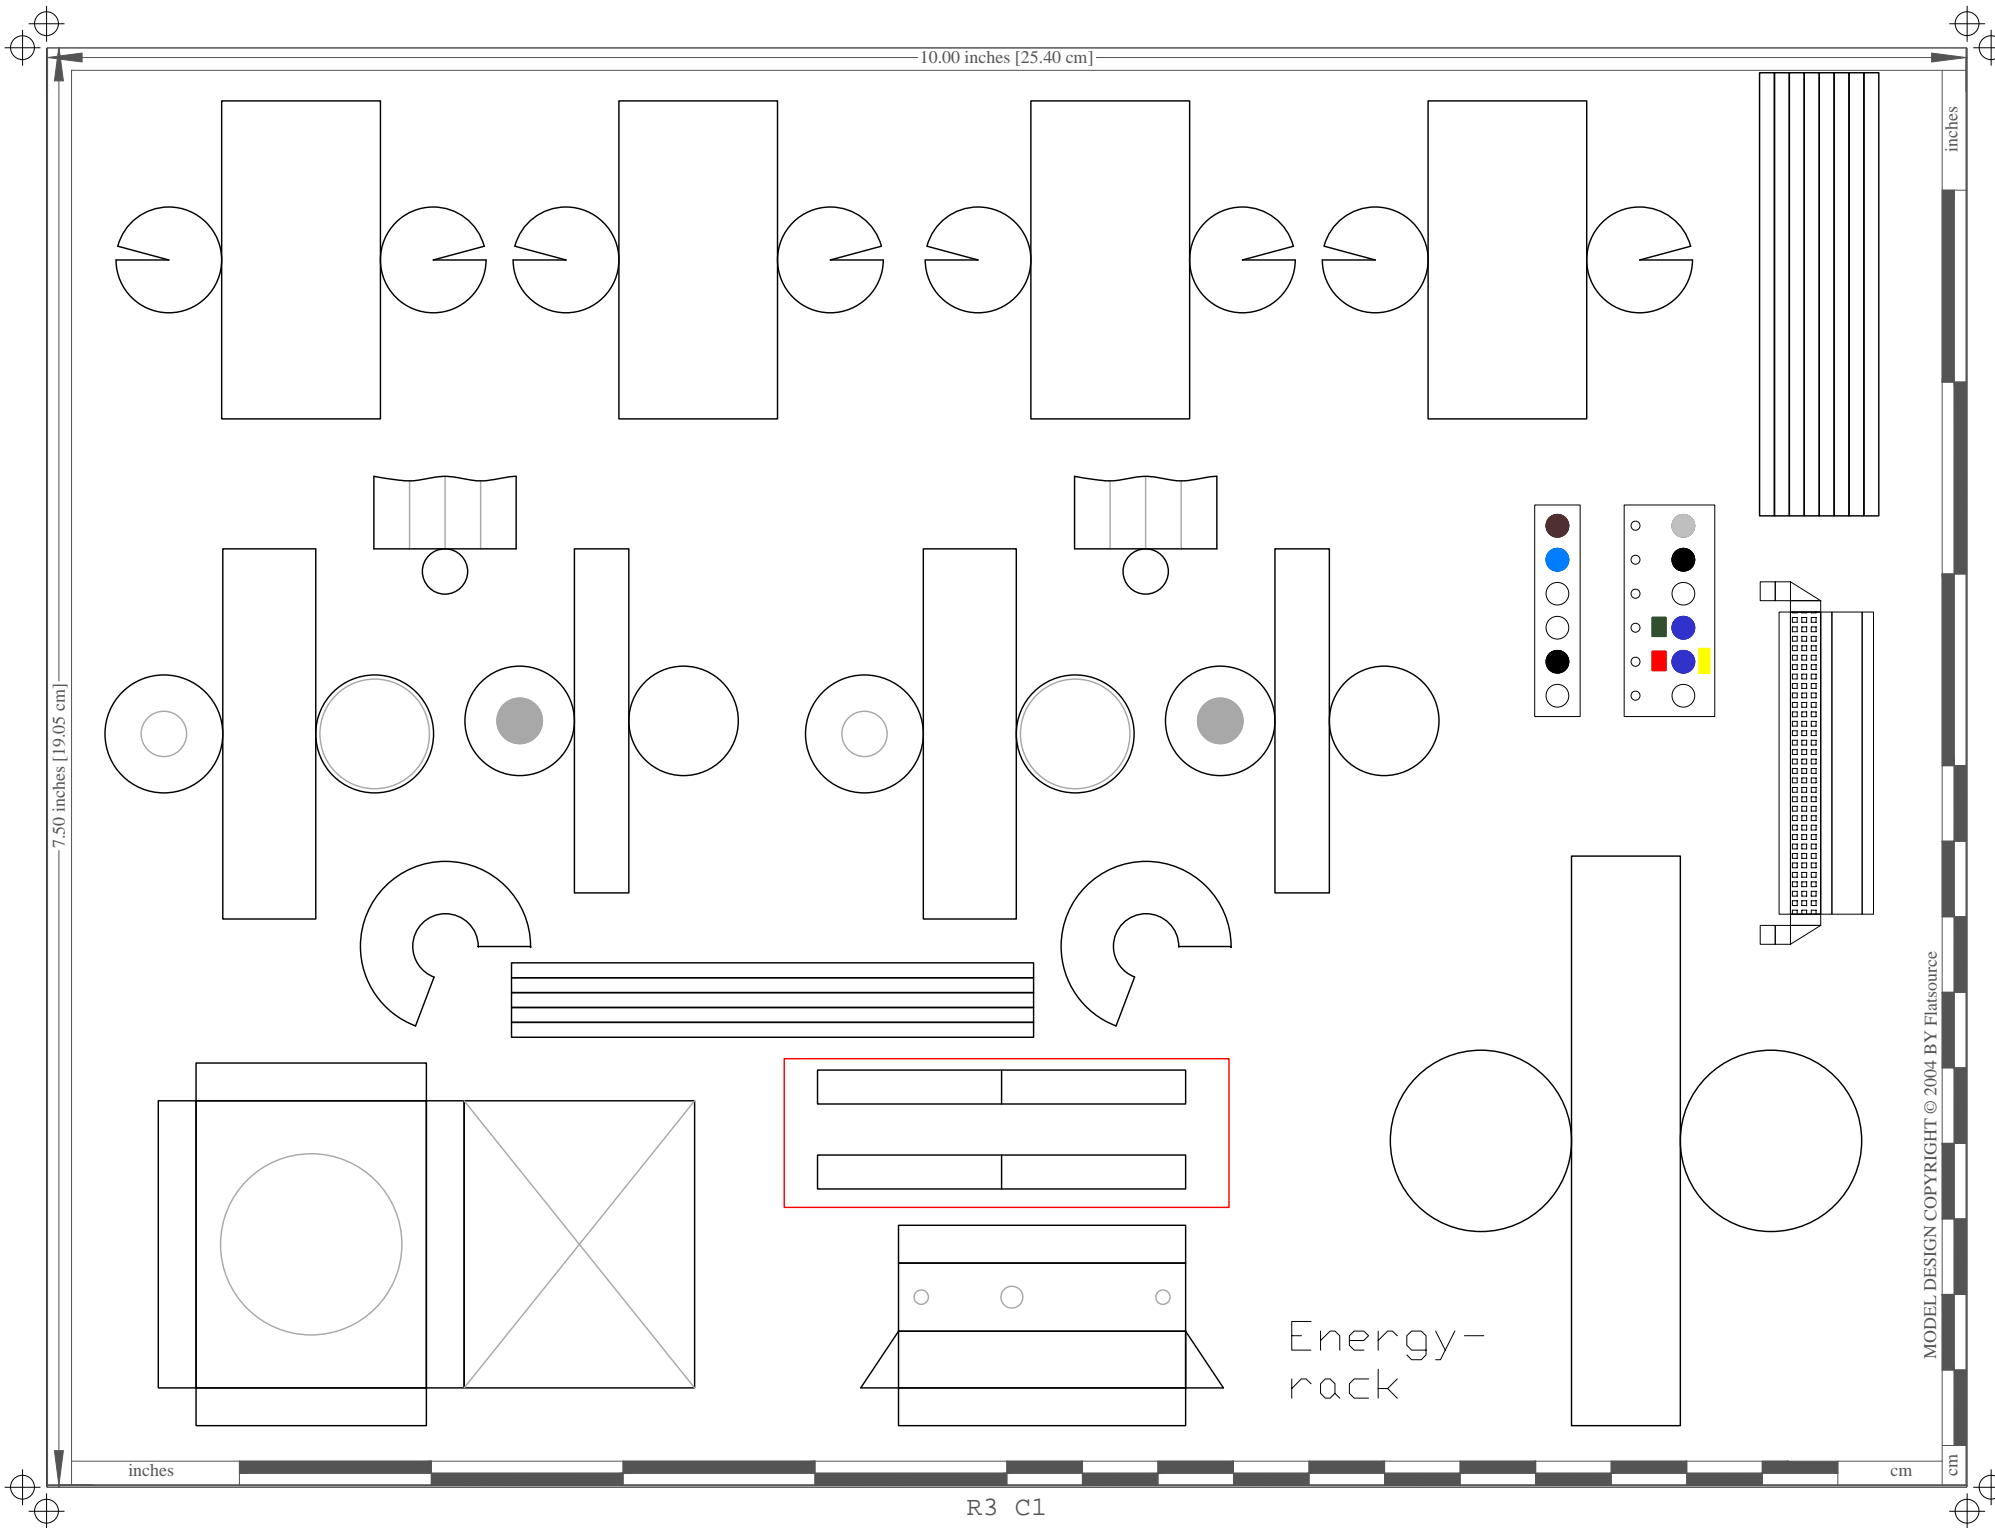 10.00 inches [25.40 cm]
inches
7.50 inches [19.05 cm]
MODEL DESIGN COPYRIGHT © 2004 BY Flatsource
Energy-
rack
inches
cm
cm
R3 C1